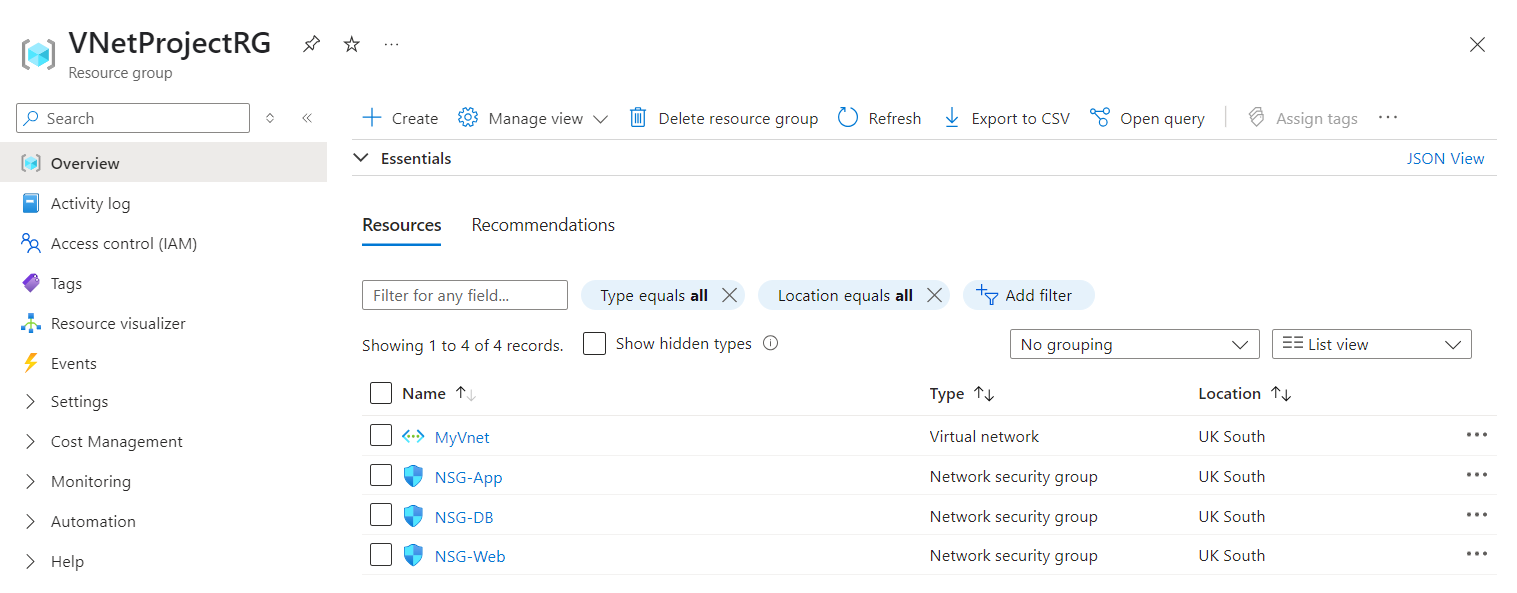 VNetProjectRG
Resource group
Search
Overview
Activity log
Access control (IAM)
Tags
Resource visualizer
Events
Settings
Cost Management
Monitoring
Automation
Help
Create Manage view Delete resource group Refresh Export to CSV Open query Assign tags
Essentials JSON View
Resources Recommendations
Filter for any field... Type equals all Location equals all Add filter
Showing 1 to 4 of 4 records. Show hidden types No grouping List view
Name Type Location
MyVnet Virtual network UK South
NSG-App Network security group UK South
NSG-DB Network security group UK South
NSG-Web Network security group UK South